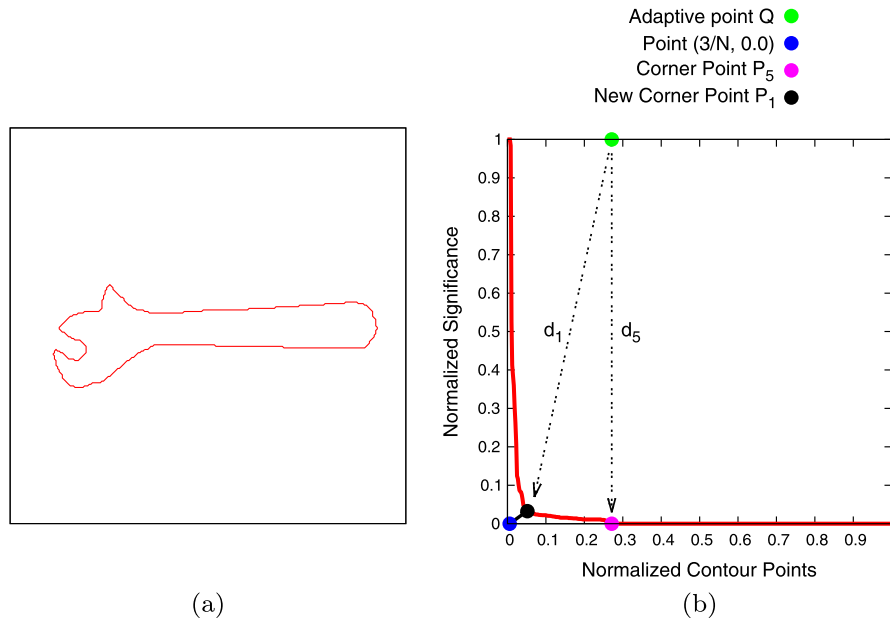 Adaptive point Q
Point (3/N, 0.0)
Corner Point P5
New Corner Point P1
1
0.9
0.8
0.7
0.6
0.5
0.4
0.3
0.2
0.1
0
Normalized Significance
d1
d5
0 0.1 0.2 0.3 0.4 0.5 0.6 0.7 0.8 0.9
Normalized Contour Points
(a)
(b)